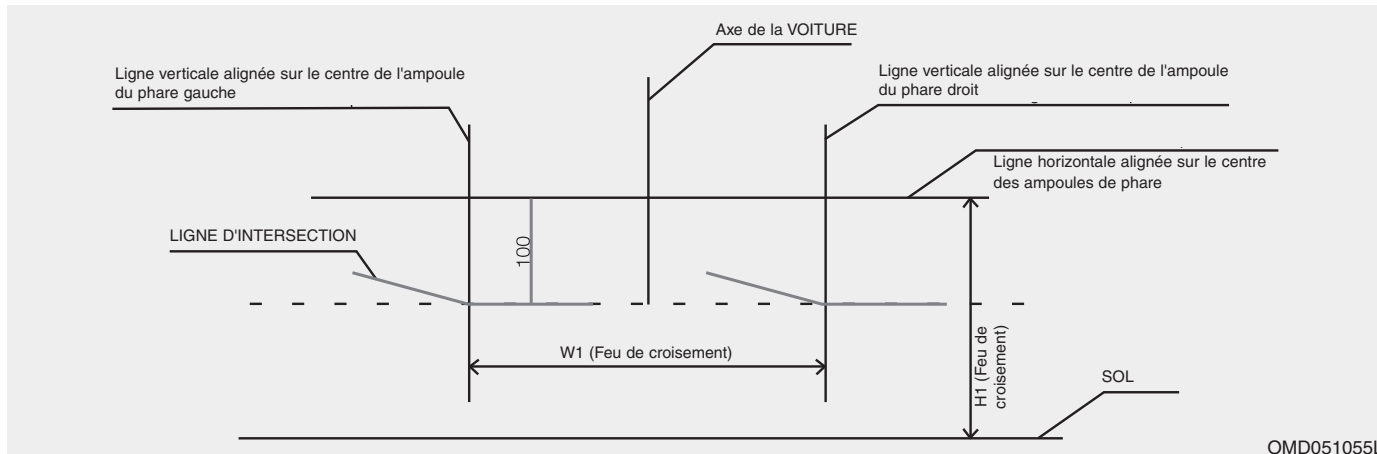 Axe de la VOITURE
Ligne verticale alignée sur le centre de l'ampoule
du phare gauche
Ligne verticale alignée sur le centre de l'ampoule
du phare droit
Ligne horizontale alignée sur le centre
des ampoules de phare
LIGNE D'INTERSECTION
100
W1 (Feu de croisement)
H1 (Feu de
croisement)
SOL
OMD051055L